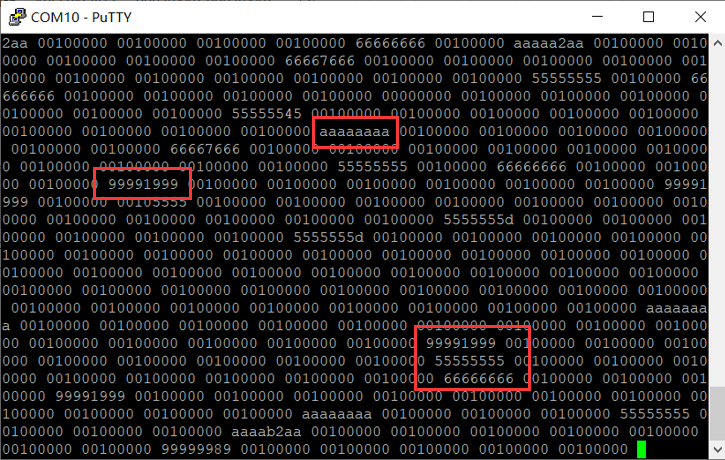 COM10 - PuTTY
2aa 00100000 00100000 00100000 00100000 66666666 00100000 aaaaa2aa 00100000 0010
0000 00100000 00100000 00100000 66667666 00100000 00100000 00100000 00100000 001
00000 00100000 00100000 00100000 00100000 00100000 00100000 55555555 00100000 66
666666 00100000 00100000 00100000 00100000 00000000 00100000 00100000 00100000 0
0100000 00100000 00100000 55555545 00100000 00100000 00100000 00100000 00100000
00100000 00100000 00100000 00100000 aaaaaaaa 00100000 00100000 00100000 00100000
00100000 00100000 66667666 00100000 00100000 00100000 00100000 00100000 0010000
0 00100000 00100000 00100000 00100000 55555555 00100000 66666666 00100000 001000
00 00100000 99991999 00100000 00100000 00100000 00100000 00100000 00100000 99991
999 00100000 55555555 00100000 00100000 00100000 00100000 00100000 00100000 0010
0000 00100000 00100000 00100000 00100000 00100000 5555555d 00100000 00100000 001
00000 00100000 00100000 00100000 5555555d 00100000 00100000 00100000 00100000 00
100000 00100000 00100000 00100000 00100000 00100000 00100000 00100000 00100000 0
0100000 00100000 00100000 00100000 00100000 00100000 00100000 00100000 00100000
00100000 00100000 00100000 00100000 00100000 00100000 00100000 00100000 00100000
00100000 00100000 00100000 00100000 00100000 00100000 00100000 00100000 aaaaaaa
a 00100000 00100000 00100000 00100000 00100000 00100000 00100000 00100000 001000
00 00100000 00100000 00100000 00100000 00100000 99991999 00100000 00100000 00100
000 00100000 00100000 00100000 00100000 00100000 55555555 00100000 00100000 0010
0000 00100000 00100000 00100000 00100000 00100000 66666666 00100000 00100000 001
00000 99991999 00100000 00100000 00100000 00100000 00100000 00100000 00100000 00
100000 00100000 00100000 00100000 aaaaaaaa 00100000 00100000 00100000 55555555 0
0100000 00100000 00100000 aaaab2aa 00100000 00100000 00100000 00100000 00100000
00100000 00100000 99999989 00100000 00100000 00100000 00100000 00100000